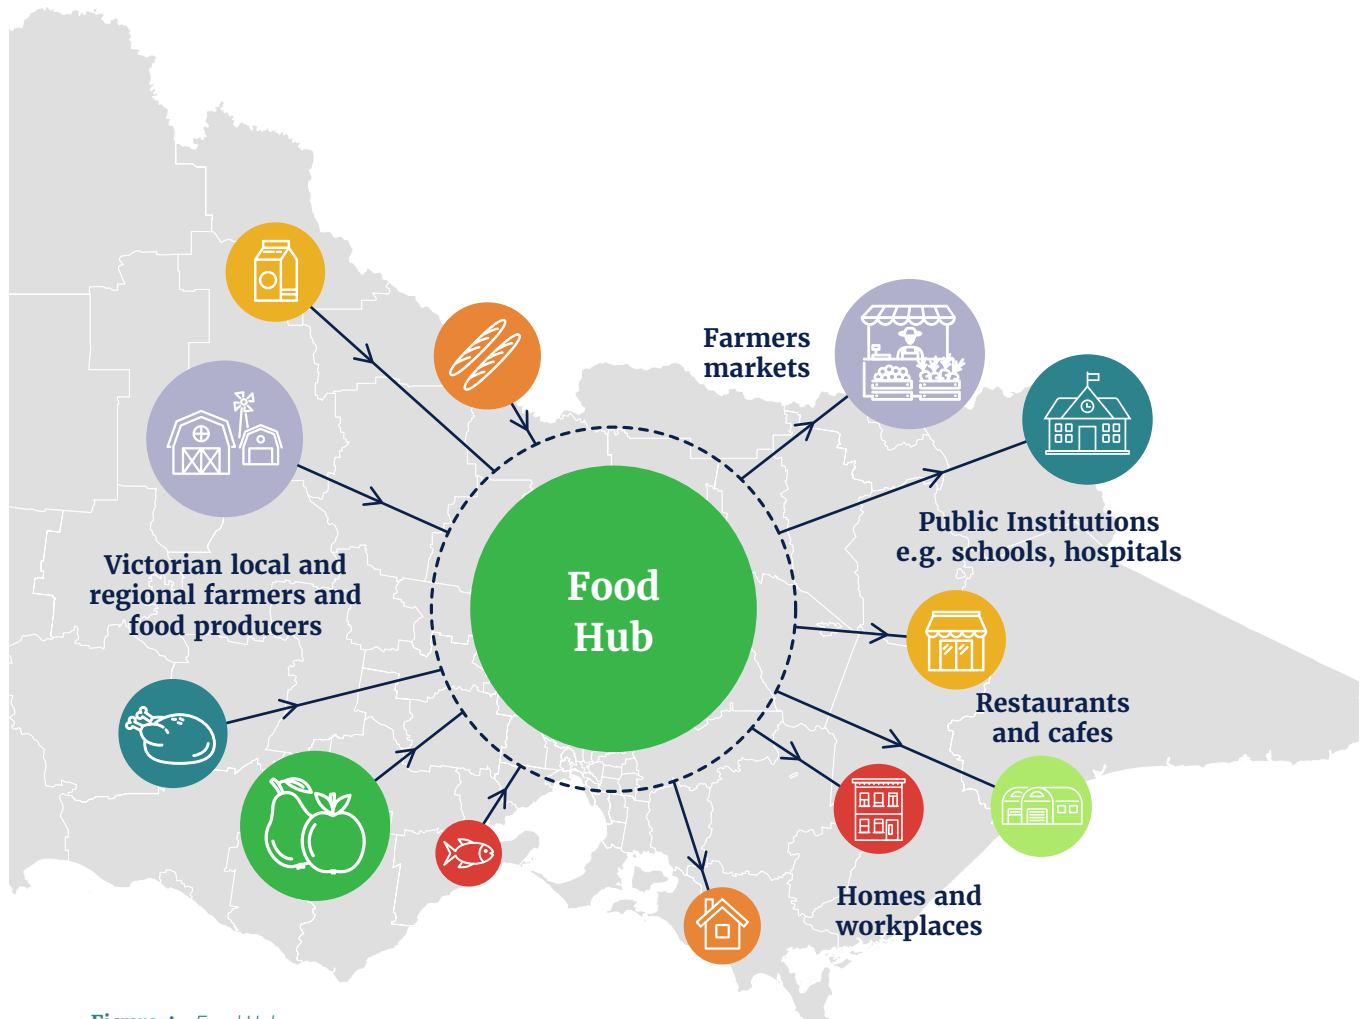 Farmers
markets
Public Institutions
e.g. schools, hospitals
Victorian local and
regional farmers and
food producers
Food
Hub
Restaurants
and cafes
Homes and
workplaces